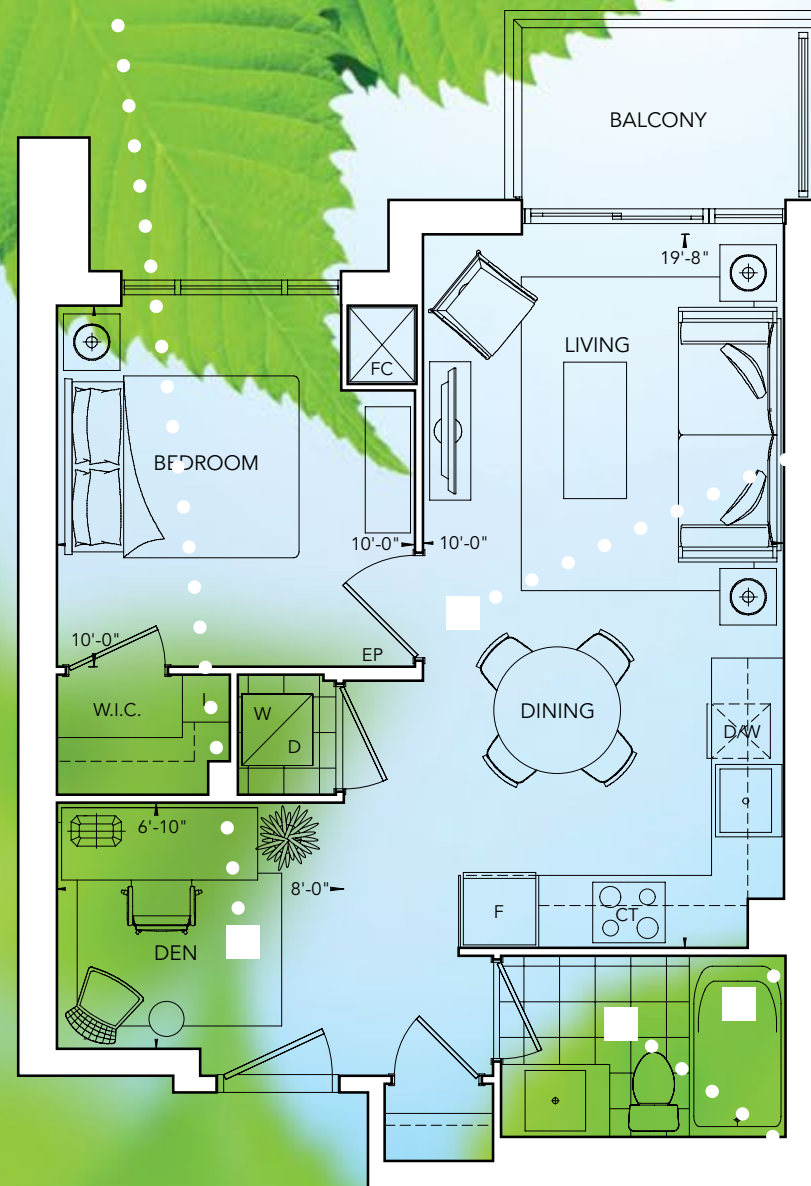 BALCONY
19'-8"
LIVING
FC
BEDROOM
10'-0" 10'-0"
10'-0"
EP
W.I.C.
L
W
D
DINING
D/W
6'-10"
8'-0"
F
CT
DEN